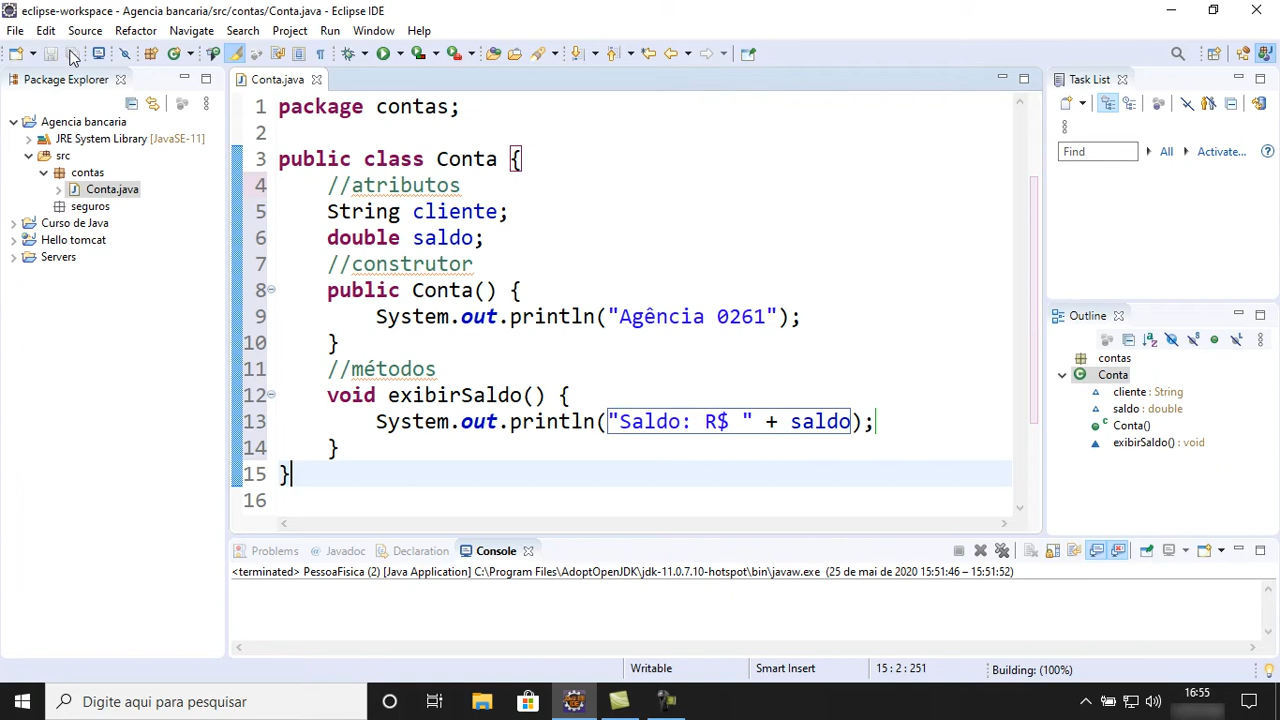 eclipse-workspace - Agencia bancaria/src/contas/Conta.java - Eclipse IDE
File Edit Source Refactor Navigate Search Project Run Window Help
Package Explorer
Agencia bancaria
JRE System Library [JavaSE-11]
src
contas
Conta.java
seguros
Curso de Java
Hello tomcat
Servers
Conta.java
1 package contas;
2
3 public class Conta {
4 //atributos
5 String cliente;
6 double saldo;
7 //construtor
8 public Conta() {
9 System.out.println("Agência 0261");
10 }
11 //métodos
12 void exibirSaldo() {
13 System.out.println("Saldo: R$ " + saldo);
14 }
15 }
16
Task List
Find All Activate...
Outline
contas
Conta
cliente : String
saldo : double
Conta()
exibirSaldo() : void
Problems Javadoc Declaration Console
<terminated> PessoaFisica (2) [Java Application] C:\Program Files\AdoptOpenJDK\jdk-11.0.7.10-hotspot\bin\javaw.exe (25 de mai de 2020 15:51:46 – 15:51:52)
Writable Smart Insert 15 : 2 : 251 Building: (100%)
Digite aqui para pesquisar
16:55